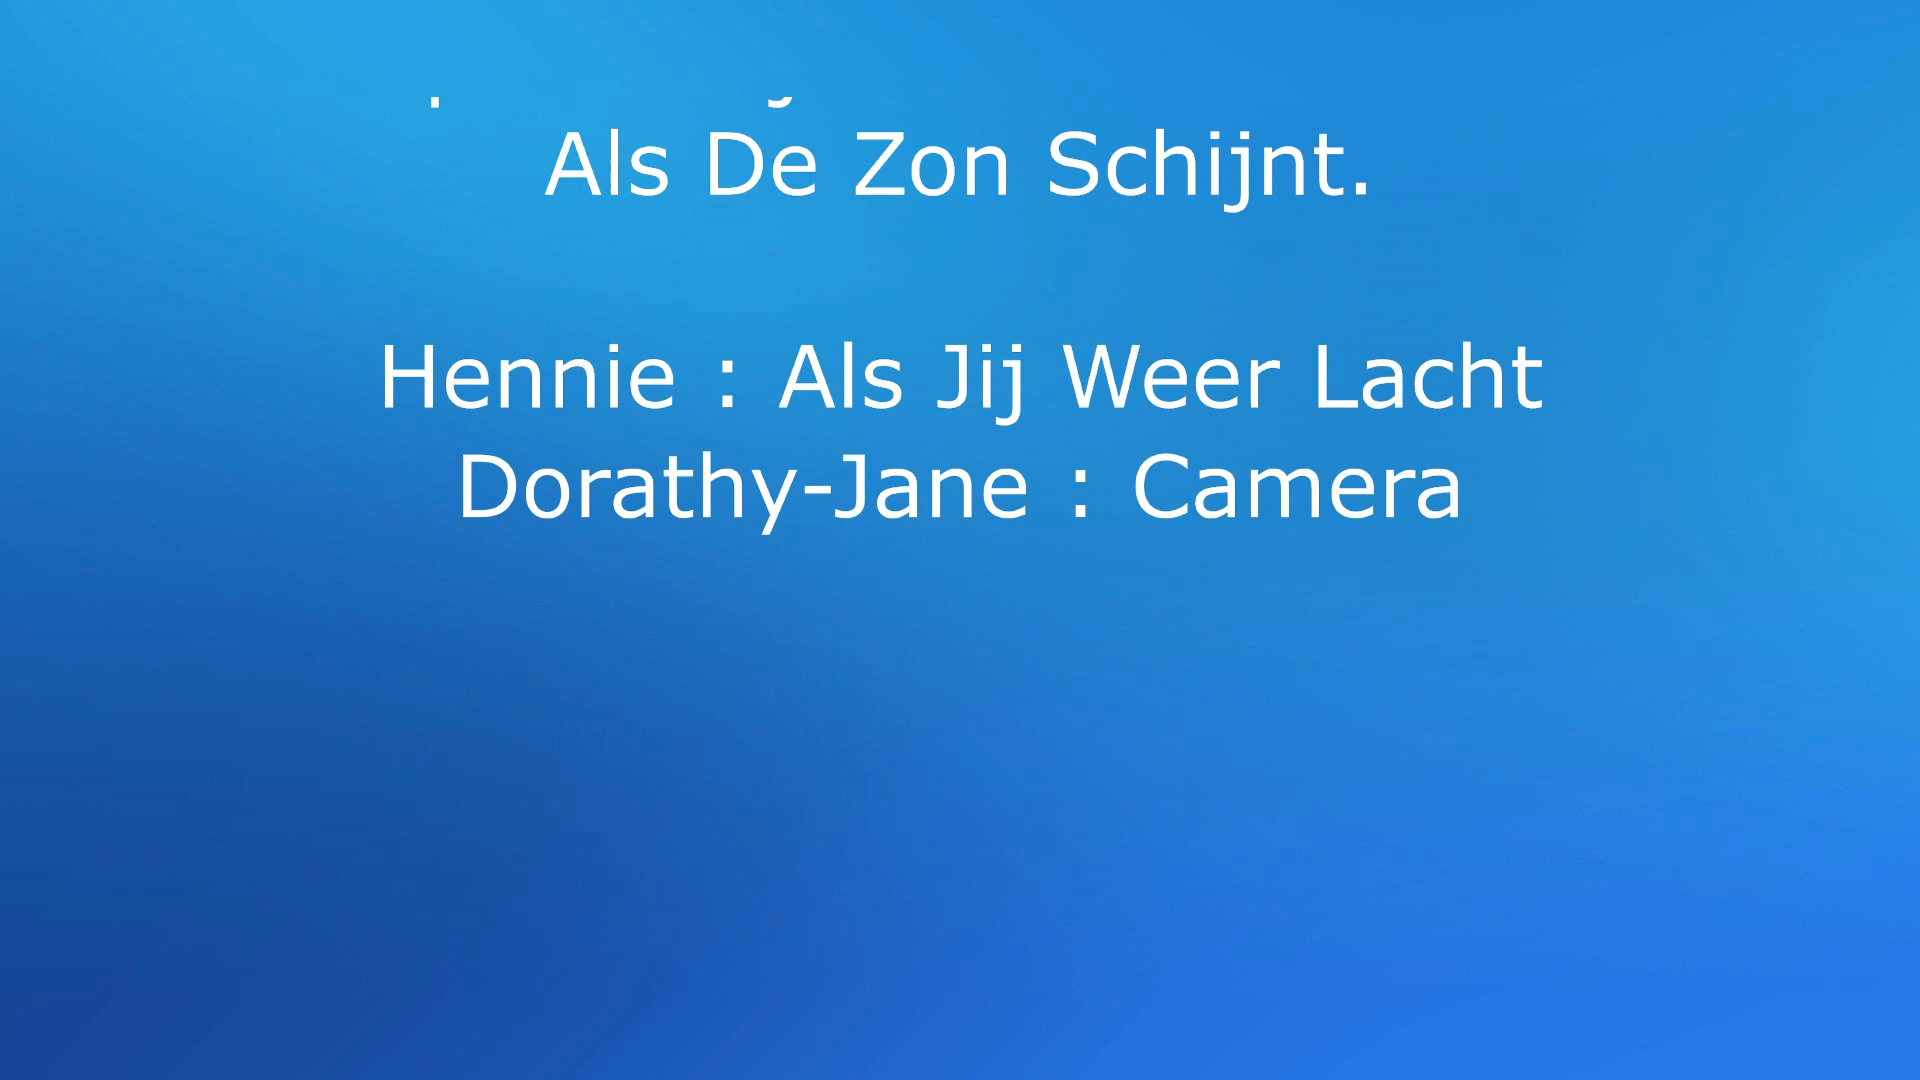 Als De Zon Schijnt.
Hennie : Als Jij Weer Lacht
Dorathy-Jane : Camera